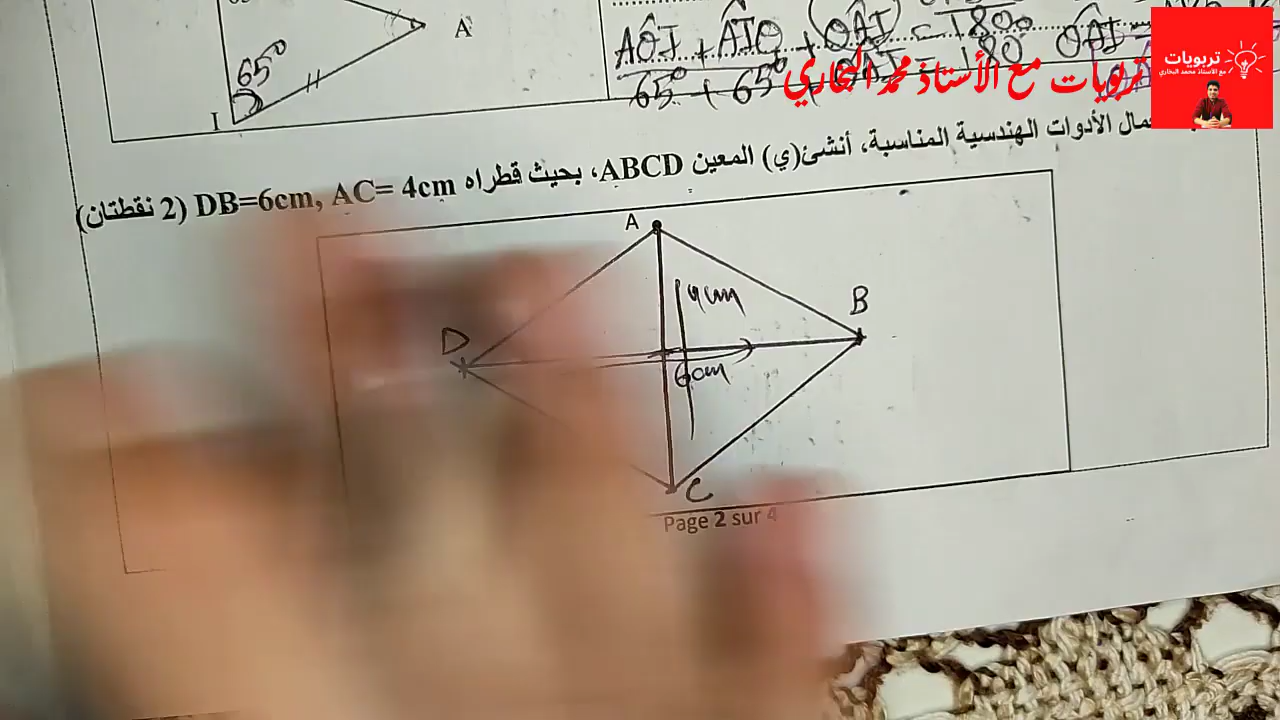 A
65°
I
AÔI + AÎO + OÂI = 180 OÂI
65° + 65° + OÂI = 180
تربويات مع الأستاذ محمد البخاري
تربويات
مع الأستاذ محمد البخاري
الأدوات الهندسية المناسبة، أنشئ(ي) المعين ABCD، بحيث قطراه DB=6cm, AC= 4cm (2 نقطتان)
A
4cm
B
D
6cm
C
Page 2 sur 4